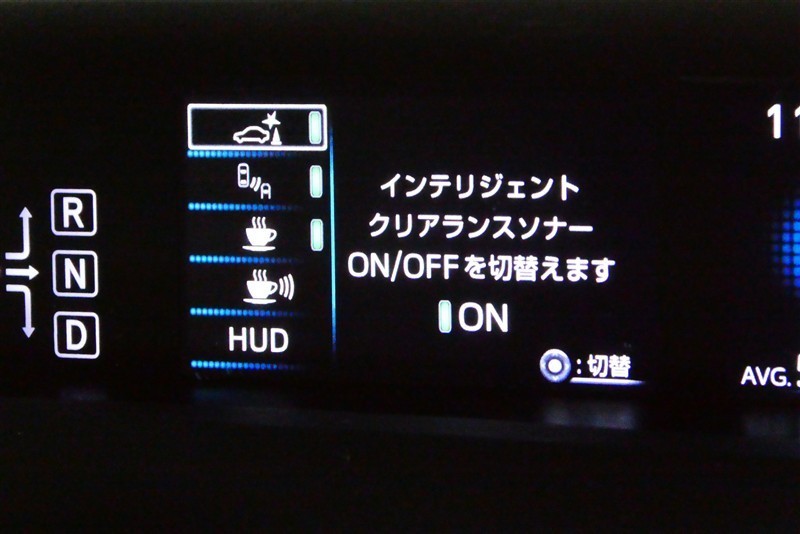 R
N
D
A
HUD
インテリジェント
クリアランスソナー
ON/OFFを切替えます
ON
:切替
11
AVG.